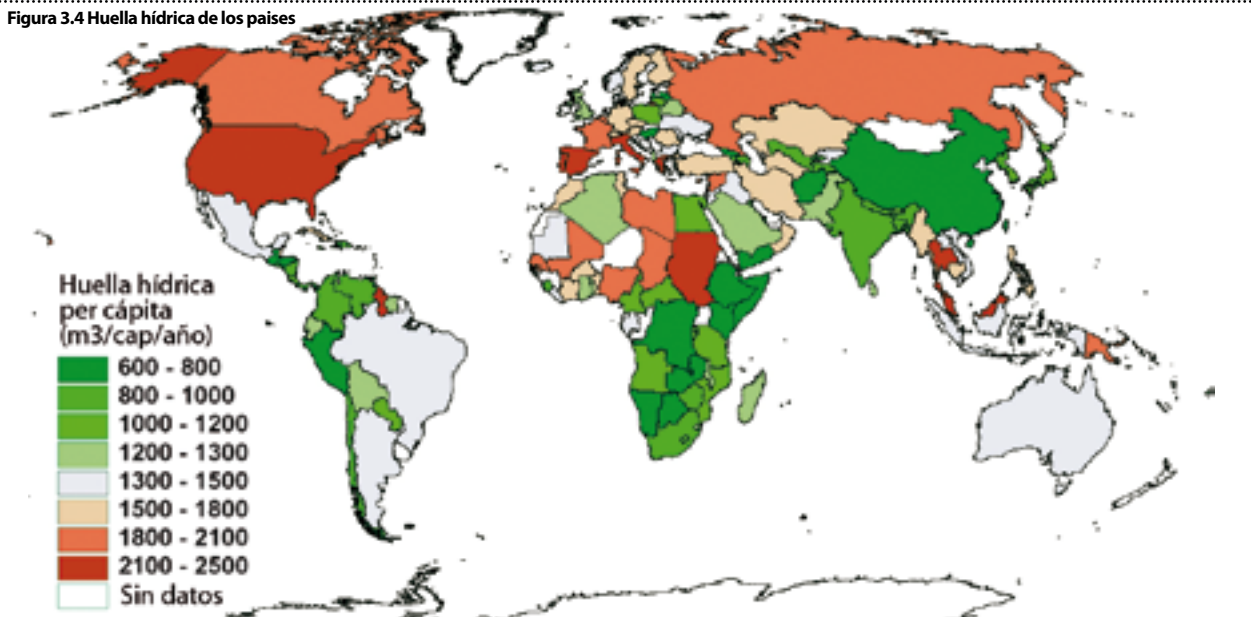 Figura 3.4 Huella hídrica de los paises
Huella hídrica
per cápita
(m3/cap/año)
600 - 800
800 - 1000
1000 - 1200
1200 - 1300
1300 - 1500
1500 - 1800
1800 - 2100
2100 - 2500
Sin datos